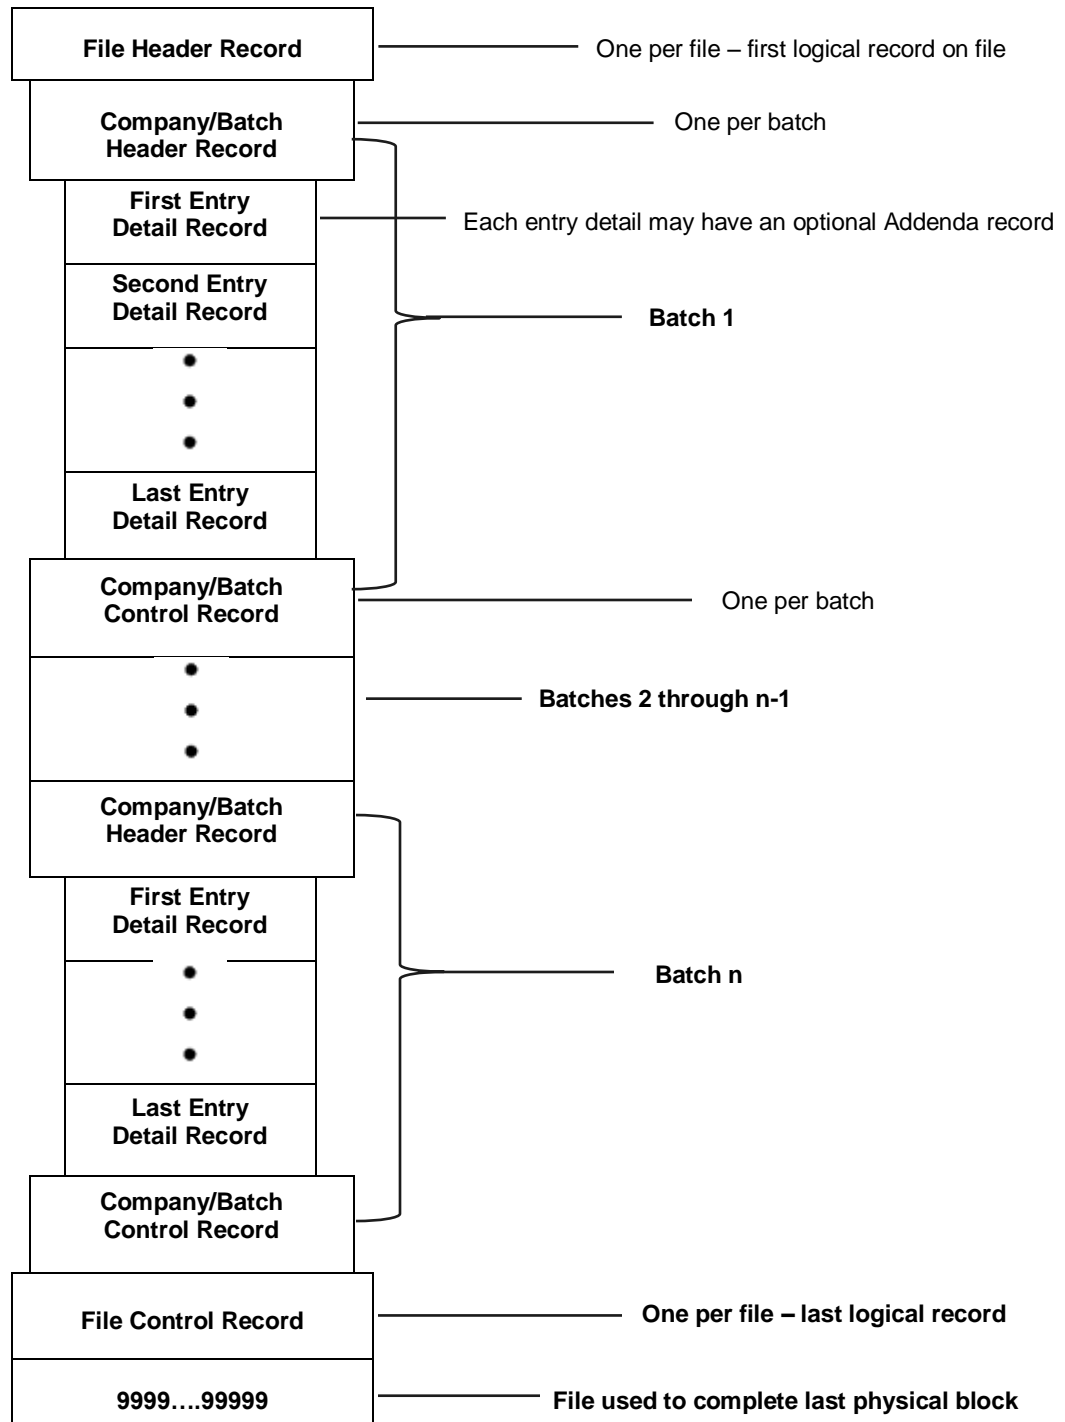 File Header Record
One per file – first logical record on file
Company/Batch
Header Record
One per batch
First Entry
Detail Record
Each entry detail may have an optional Addenda record
Second Entry
Detail Record
Batch 1
Last Entry
Detail Record
Company/Batch
Control Record
One per batch
Batches 2 through n-1
Company/Batch
Header Record
First Entry
Detail Record
Batch n
Last Entry
Detail Record
Company/Batch
Control Record
File Control Record
One per file – last logical record
9999….99999
File used to complete last physical block